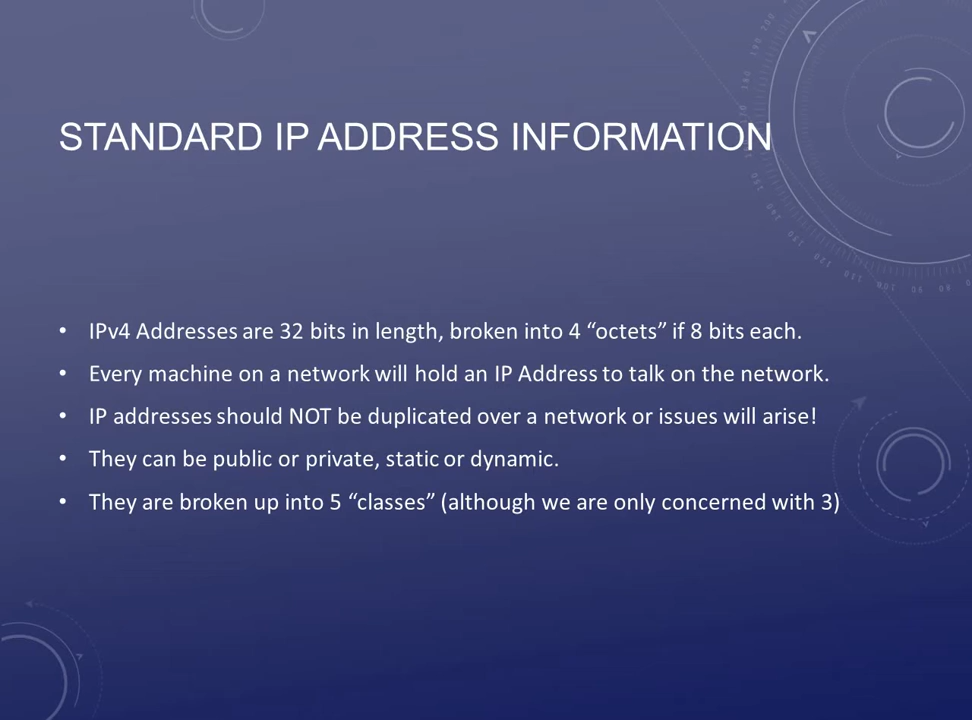 STANDARD IP ADDRESS INFORMATION
• IPv4 Addresses are 32 bits in length, broken into 4 “octets” if 8 bits each.
• Every machine on a network will hold an IP Address to talk on the network.
• IP addresses should NOT be duplicated over a network or issues will arise!
• They can be public or private, static or dynamic.
• They are broken up into 5 “classes” (although we are only concerned with 3)